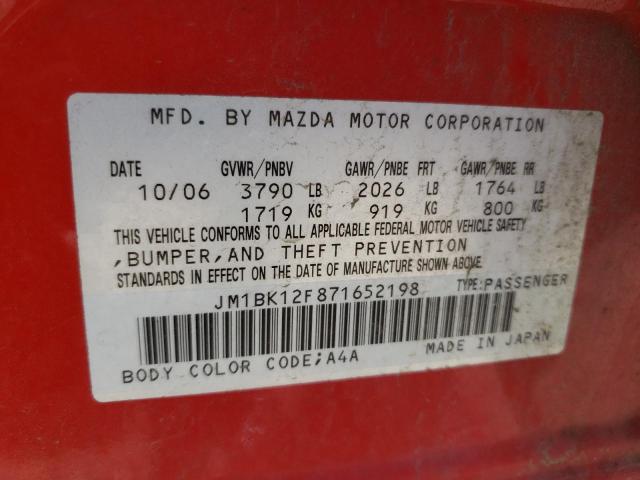 MFD. BY MAZDA MOTOR CORPORATION
DATE GVWR/PNBV GAWR/PNBE FRT GAWR/PNBE RR
10/06 3790 LB 2026 LB 1764 LB
1719 KG 919 KG 800 KG
THIS VEHICLE CONFORMS TO ALL APPLICABLE FEDERAL MOTOR VEHICLE SAFETY
,BUMPER,AND THEFT PREVENTION
STANDARDS IN EFFECT ON THE DATE OF MANUFACTURE SHOWN ABOVE.
JM1BK12F871652198 TYPE:PASSENGER
BODY COLOR CODE;A4A MADE IN JAPAN